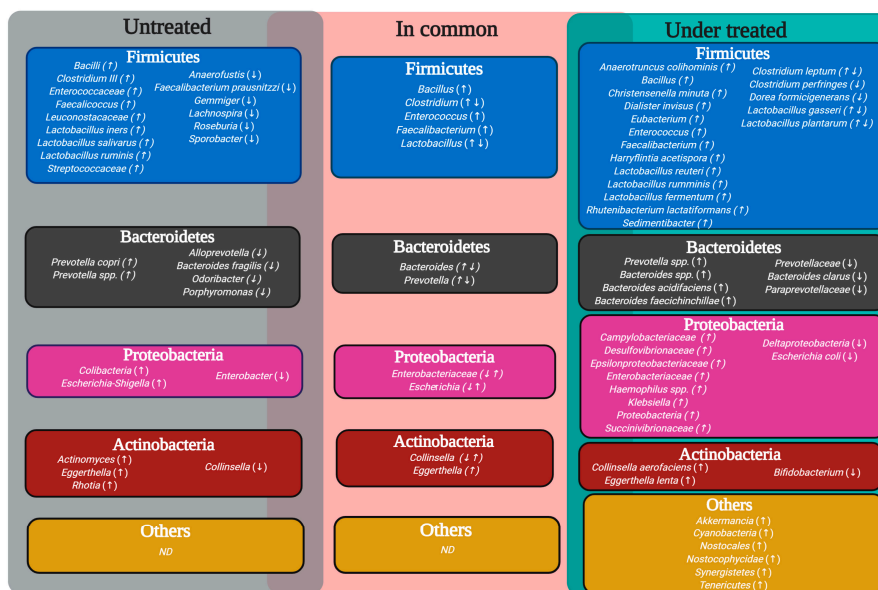 Untreated
Firmicutes
Bacilli (↑)
Clostridium III (↑)
Enterococcaceae (↑)
Faecalicoccus (↑)
Leuconostacaceae (↑)
Lactobacillus iners (↑)
Lactobacillus salivarus (↑)
Lactobacillus ruminis (↑)
Streptococcaceae (↑)
Anaerofustis (↓)
Faecalibacterium prausnitzzi (↓)
Gemmiger (↓)
Lachnospira (↓)
Roseburia (↓)
Sporobacter (↓)
Bacteroidetes
Prevotella copri (↑)
Prevotella spp. (↑)
Alloprevotella (↓)
Bacteroides fragilis (↓)
Odoribacter (↓)
Porphyromonas (↓)
Proteobacteria
Colibacteria (↑)
Escherichia-Shigella (↑)
Enterobacter (↓)
Actinobacteria
Actinomyces (↑)
Eggerthella (↑)
Rhotia (↑)
Collinsella (↓)
Others
ND
In common
Firmicutes
Bacillus (↑)
Clostridium (↑↓)
Enterococcus (↑)
Faecalibacterium (↑)
Lactobacillus (↑↓)
Bacteroidetes
Bacteroides (↑↓)
Prevotella (↑↓)
Proteobacteria
Enterobacteriaceae (↓↑)
Escherichia (↓↑)
Actinobacteria
Collinsella (↓↑)
Eggerthella (↑)
Others
ND
Under treated
Firmicutes
Anaerotruncus colihominis (↑)
Bacillus (↑)
Christensenella minuta (↑)
Dialister invisus (↑)
Eubacterium (↑)
Enterococcus (↑)
Faecalibacterium (↑)
Harryflintia acetispora (↑)
Lactobacillus reuteri (↑)
Lactobacillus rumminis (↑)
Lactobacillus fermentum (↑)
Rhutenibacterium lactatiformans (↑)
Sedimentibacter (↑)
Clostridium leptum (↑↓)
Clostridium perfringes (↓)
Dorea formicigerans (↓)
Lactobacillus gasseri (↑↓)
Lactobacillus plantarum (↑↓)
Bacteroidetes
Prevotella spp. (↑)
Bacteroides spp. (↑)
Bacteroides acidifaciens (↑)
Bacteroides faecichinchillae (↑)
Prevotellaceae (↓)
Bacteroides clarus (↓)
Paraprevotellaceae (↓)
Proteobacteria
Campylobacteriaceae (↑)
Desulfovibrionaceae (↑)
Epsilonproteobacteriaceae (↑)
Enterobacteriaceae (↑)
Haemophilus spp. (↑)
Klebsiella (↑)
Proteobacteria (↑)
Succinivibrionaceae (↑)
Deltaproteobacteria (↓)
Escherichia coli (↓)
Actinobacteria
Collinsella aerofaciens (↑)
Eggerthella lenta (↑)
Bifidobacterium (↓)
Others
Akkermancia (↑)
Cyanobacteria (↑)
Nostocales (↑)
Nostocophycidae (↑)
Synergistetes (↑)
Tenericutes (↑)